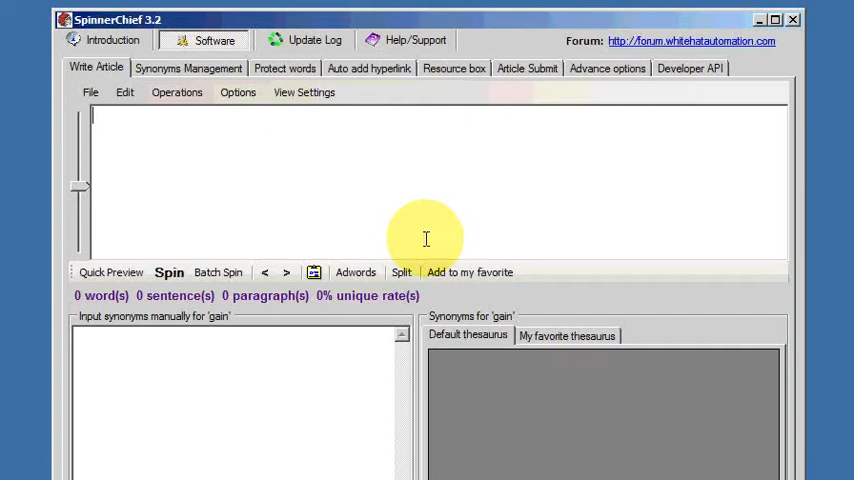 SpinnerChief 3.2
Introduction Software Update Log Help/Support Forum: http://forum.whitehatautomation.com
Write Article Synonyms Management Protect words Auto add hyperlink Resource box Article Submit Advance options Developer API
File Edit Operations Options View Settings
Quick Preview Spin Batch Spin < > Adwords Split Add to my favorite
0 word(s) 0 sentence(s) 0 paragraph(s) 0% unique rate(s)
Input synonyms manually for 'gain' Synonyms for 'gain'
Default thesaurus My favorite thesaurus